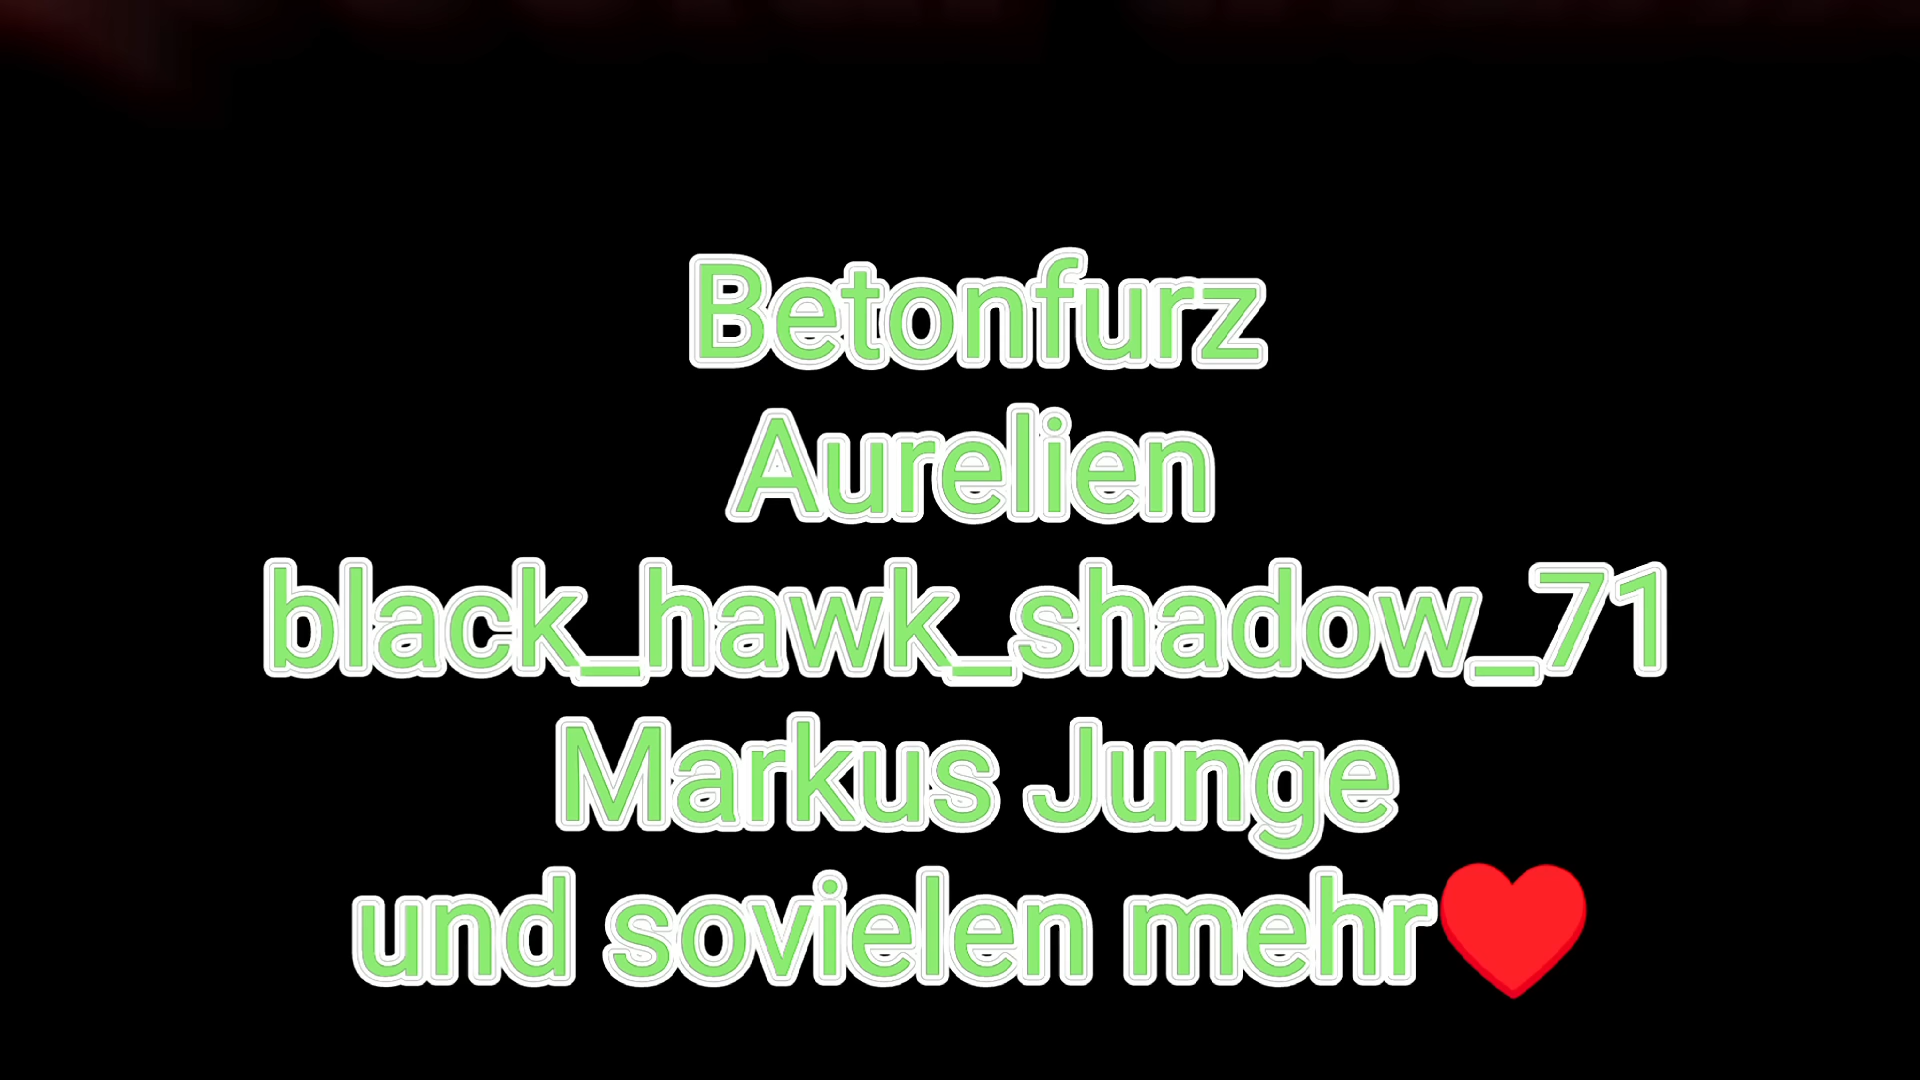 Betonfurz
Aurelien
black_hawk_shadow_71
Markus Junge
und sovielen mehr❤️